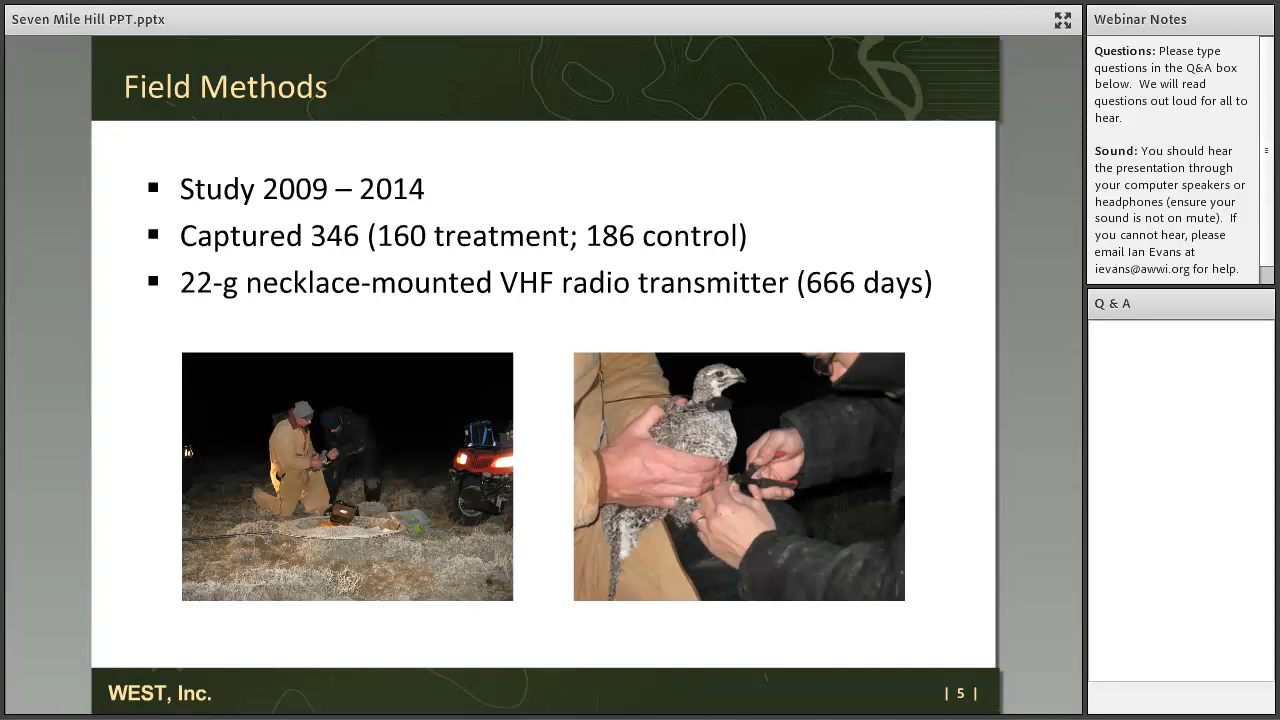 Seven Mile Hill PPT.pptx
Field Methods
▪ Study 2009 – 2014
▪ Captured 346 (160 treatment; 186 control)
▪ 22-g necklace-mounted VHF radio transmitter (666 days)
WEST, Inc.
| 5 |
Webinar Notes
Questions: Please type
questions in the Q&A box
below. We will read
questions out loud for all to
hear.
Sound: You should hear
the presentation through
your computer speakers or
headphones (ensure your
sound is not on mute). If
you cannot hear, please
email Ian Evans at
ievans@awwi.org for help.
Q & A